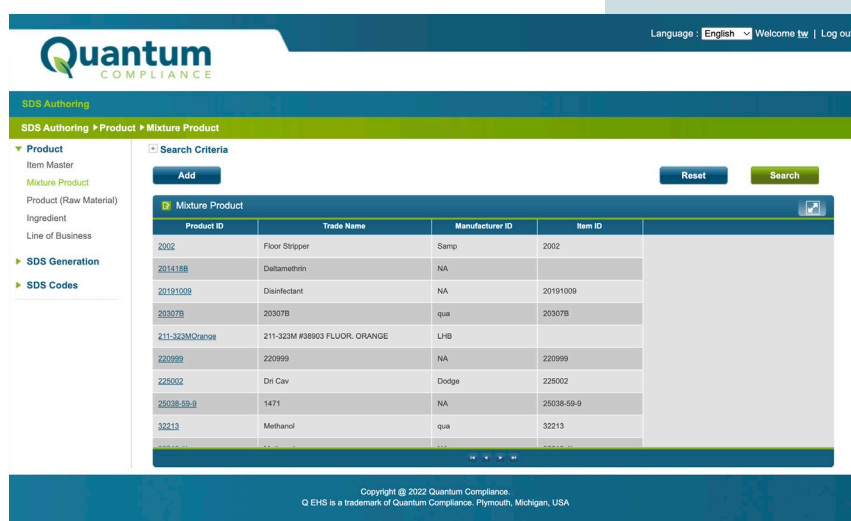 Language : English Welcome tw | Log ou
Quantum
COMPLIANCE
SDS Authoring
SDS Authoring Product Mixture Product
Product
Item Master
Mixture Product
Product (Raw Material)
Ingredient
Line of Business
SDS Generation
SDS Codes
Search Criteria
Add Reset Search
Mixture Product
Product ID Trade Name Manufacturer ID Item ID
2002 Floor Stripper Samp 2002
201418B Deltamethrin NA
20191009 Disinfectant NA 20191009
20307B 20307B qua 20307B
211-323MOrange 211-323M #38903 FLUOR. ORANGE LHB
220999 220999 NA 220999
225002 Dri Cav Dodge 225002
25038-59-9 1471 NA 25038-59-9
32213 Methanol qua 32213
Copyright @ 2022 Quantum Compliance.
Q EHS is a trademark of Quantum Compliance. Plymouth, Michigan, USA